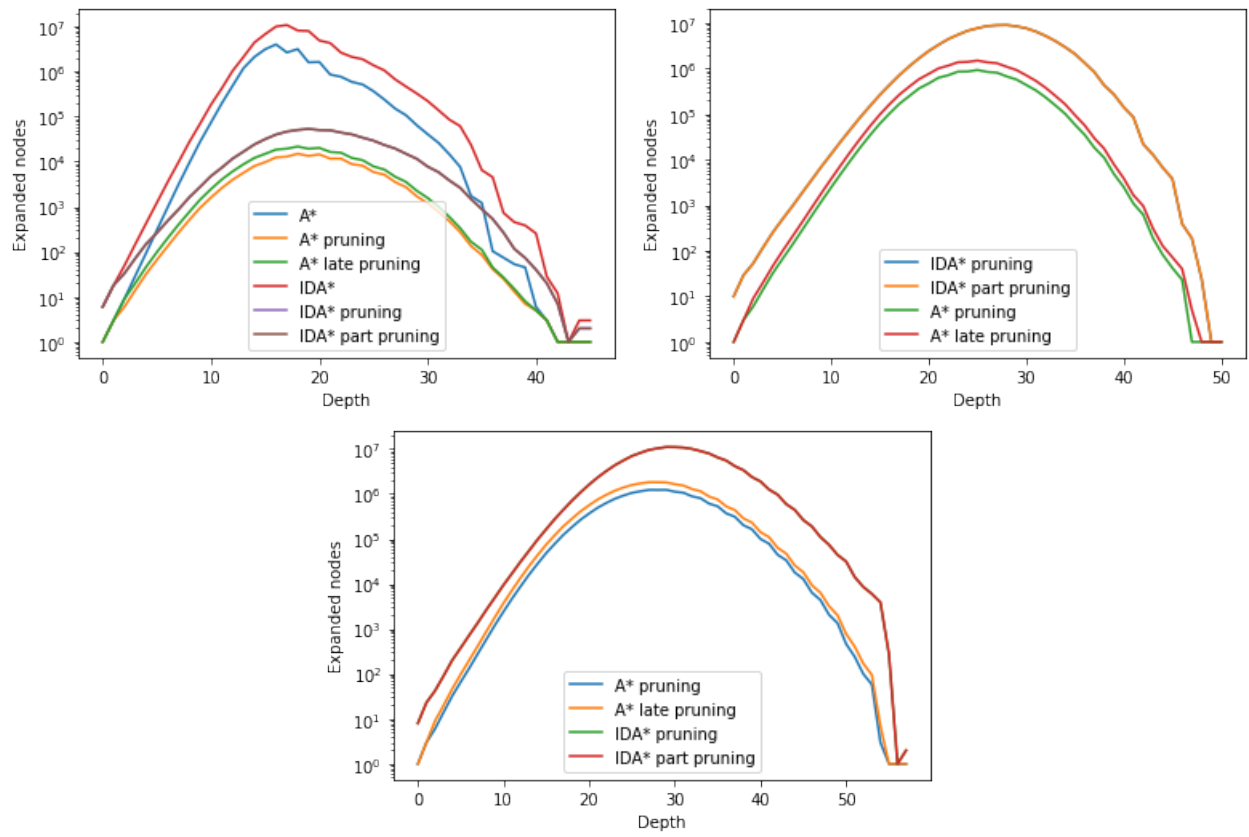 Expanded nodes
10⁷
10⁶
10⁵
10⁴
10³
10²
10¹
10⁰
A*
A* pruning
A* late pruning
IDA*
IDA* pruning
IDA* part pruning
0 10 20 30 40
Depth
Expanded nodes
10⁷
10⁶
10⁵
10⁴
10³
10²
10¹
10⁰
IDA* pruning
IDA* part pruning
A* pruning
A* late pruning
0 10 20 30 40 50
Depth
Expanded nodes
10⁷
10⁶
10⁵
10⁴
10³
10²
10¹
10⁰
A* pruning
A* late pruning
IDA* pruning
IDA* part pruning
0 10 20 30 40 50
Depth